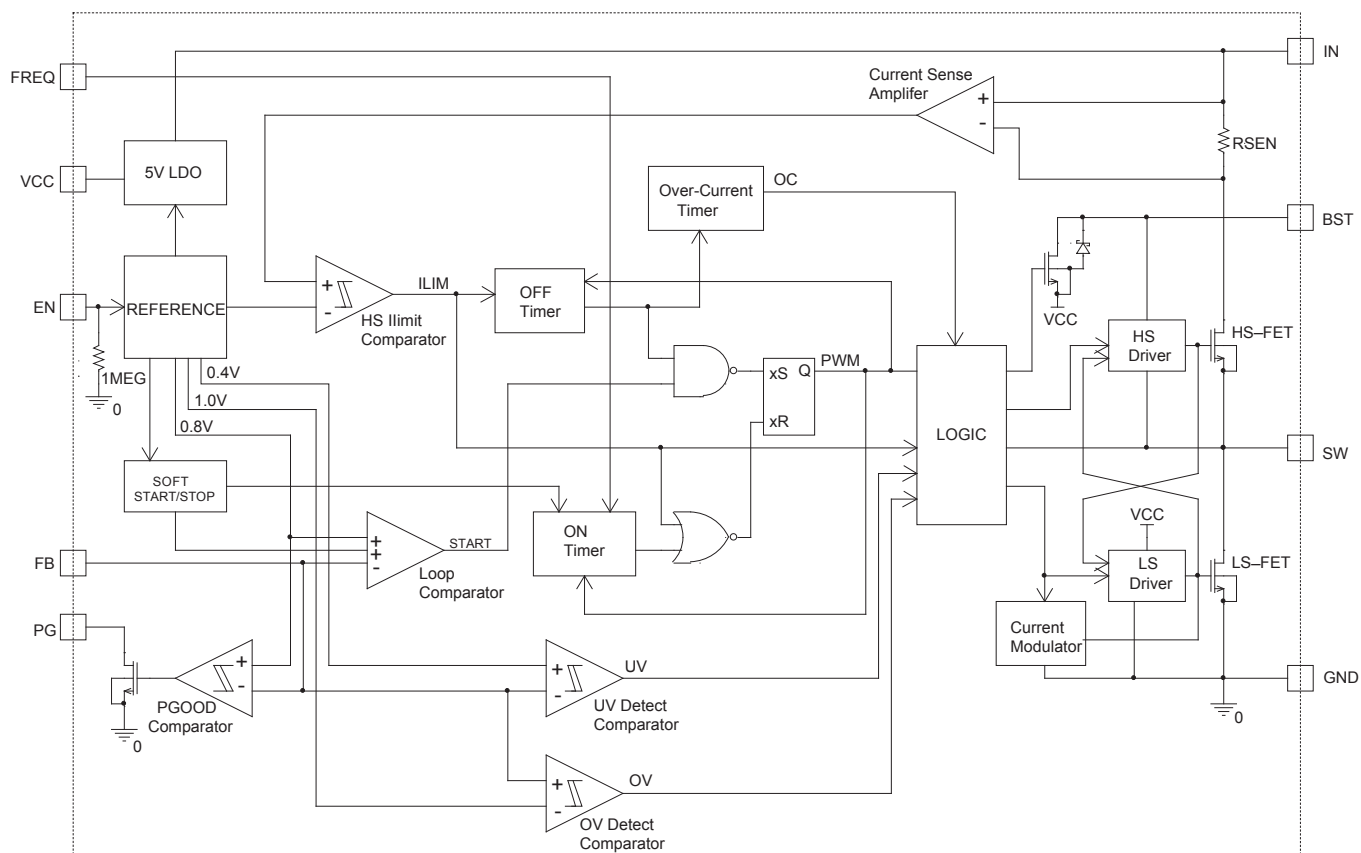 IN
FREQ
Current Sense
Amplifer
+
-
RSEN
5V LDO
VCC
Over-Current
Timer
OC
BST
EN
REFERENCE
+
-
ILIM
HS Ilimit
Comparator
OFF
Timer
VCC
HS
Driver
HS–FET
1MEG
0
0.4V
1.0V
0.8V
xS
Q
PWM
xR
LOGIC
SW
SOFT
START/STOP
ON
Timer
VCC
LS
Driver
LS–FET
FB
+
+
-
START
Loop
Comparator
PG
Current
Modulator
+
-
PGOOD
Comparator
0
+
-
UV
UV Detect
Comparator
GND
0
+
-
OV
OV Detect
Comparator